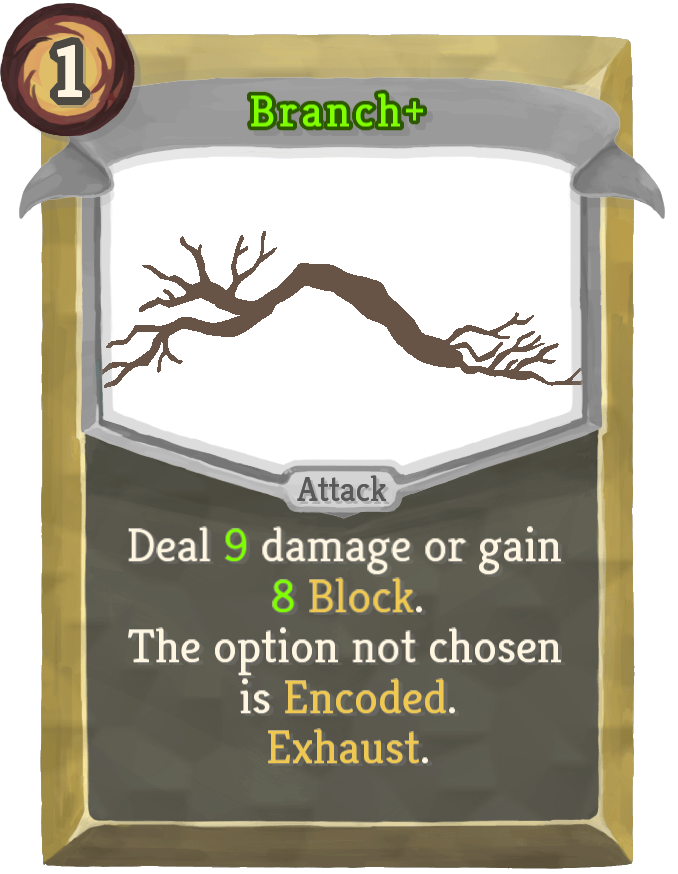 1
Branch+
Attack
Deal 9 damage or gain
8 Block.
The option not chosen
is Encoded.
Exhaust.